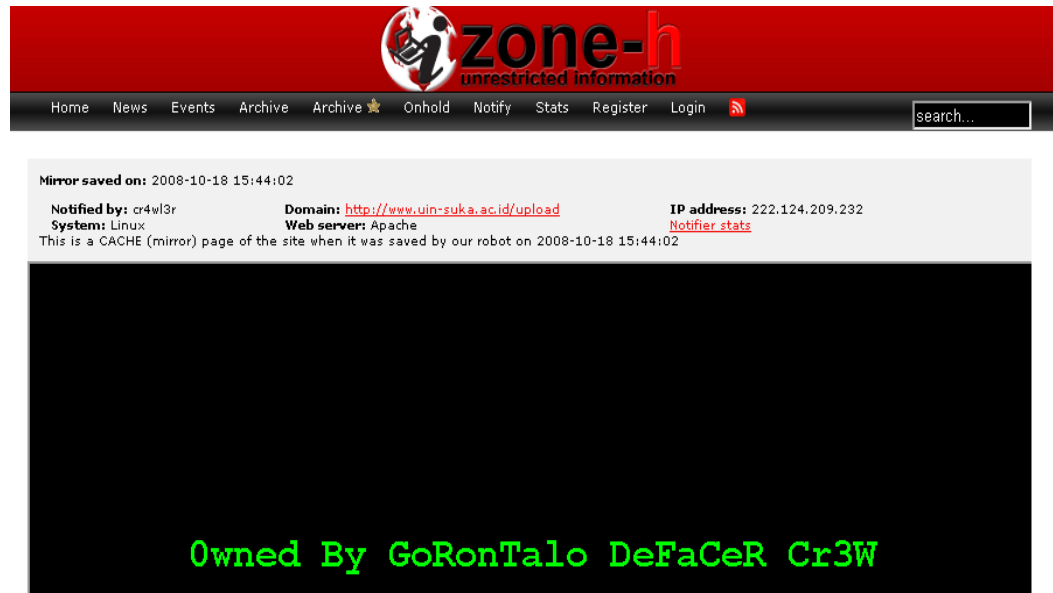 zone-h
unrestricted information
Home News Events Archive Archive Onhold Notify Stats Register Login
search...
Mirror saved on: 2008-10-18 15:44:02
Notified by: cr4wl3r Domain: http://www.uin-suka.ac.id/upload IP address: 222.124.209.232
System: Linux Web server: Apache Notifier stats
This is a CACHE (mirror) page of the site when it was saved by our robot on 2008-10-18 15:44:02
0wned By GoRonTalo DeFaCeR Cr3W